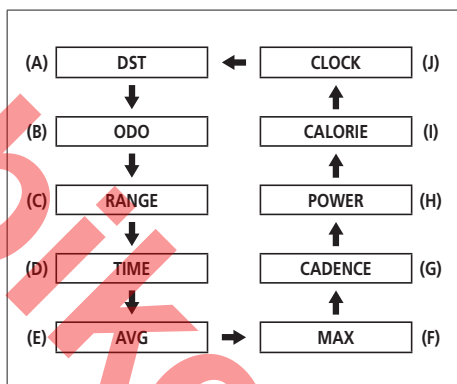 (A) DST CLOCK (J)
(B) ODO CALORIE (I)
(C) RANGE POWER (H)
(D) TIME CADENCE (G)
(E) AVG MAX (F)